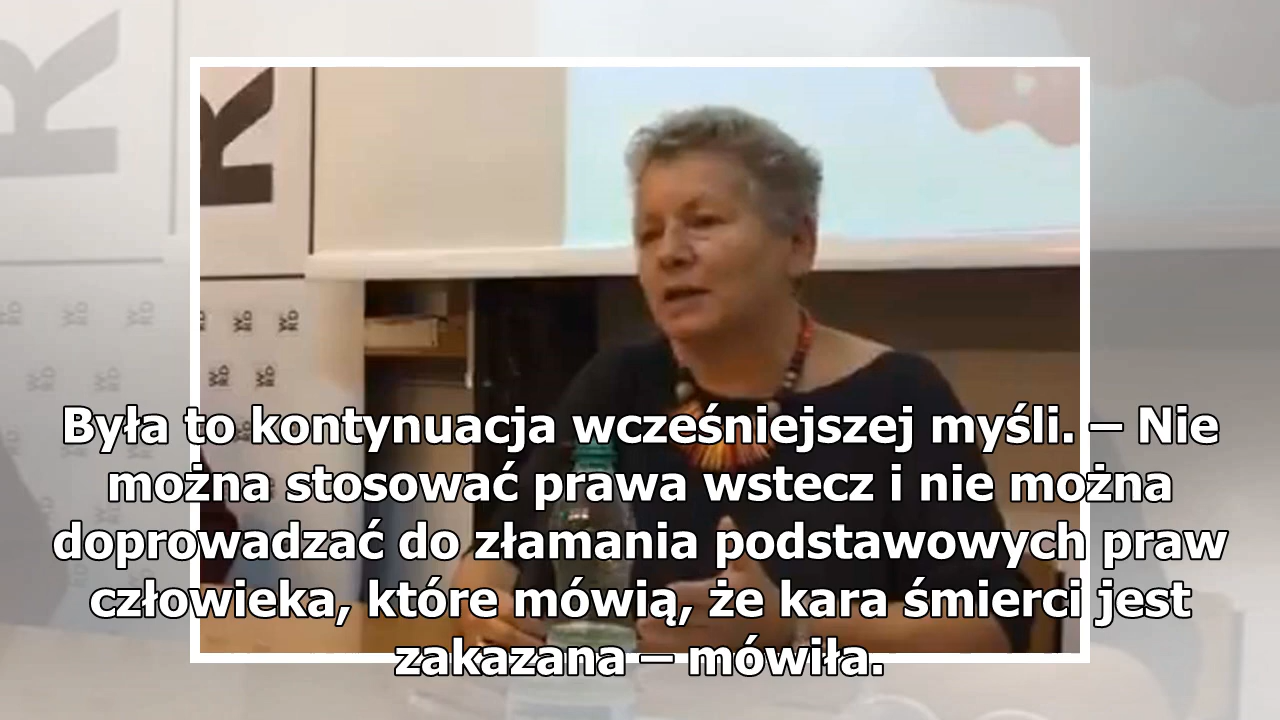 R
R
W RD
Była to kontynuacja wcześniejszej myśli. – Nie
można stosować prawa wstecz i nie można
doprowadzać do złamania podstawowych praw
człowieka, które mówią, że kara śmierci jest
zakazana – mówiła.